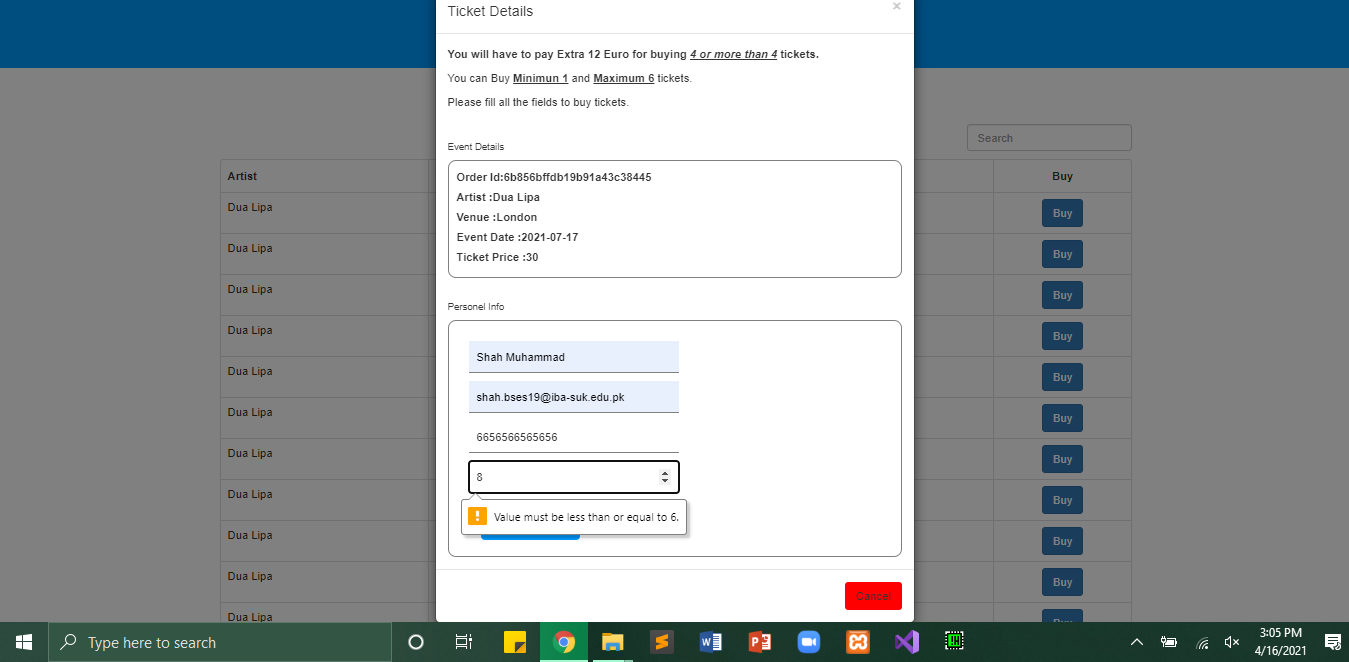 Ticket Details
×
You will have to pay Extra 12 Euro for buying 4 or more than 4 tickets.
You can Buy Minimun 1 and Maximum 6 tickets.
Please fill all the fields to buy tickets.
Search
Event Details
Artist
Buy
Order Id:6b856bffdb19b91a43c38445
Artist :Dua Lipa
Venue :London
Event Date :2021-07-17
Ticket Price :30
Dua Lipa
Buy
Dua Lipa
Buy
Dua Lipa
Buy
Personel Info
Dua Lipa
Buy
Shah Muhammad
Dua Lipa
Buy
shah.bses19@iba-suk.edu.pk
Dua Lipa
Buy
6656566565656
Dua Lipa
Buy
8
Dua Lipa
Buy
Value must be less than or equal to 6.
Dua Lipa
Buy
Dua Lipa
Buy
Cancel
Dua Lipa
Buy
Type here to search
3:05 PM
4/16/2021